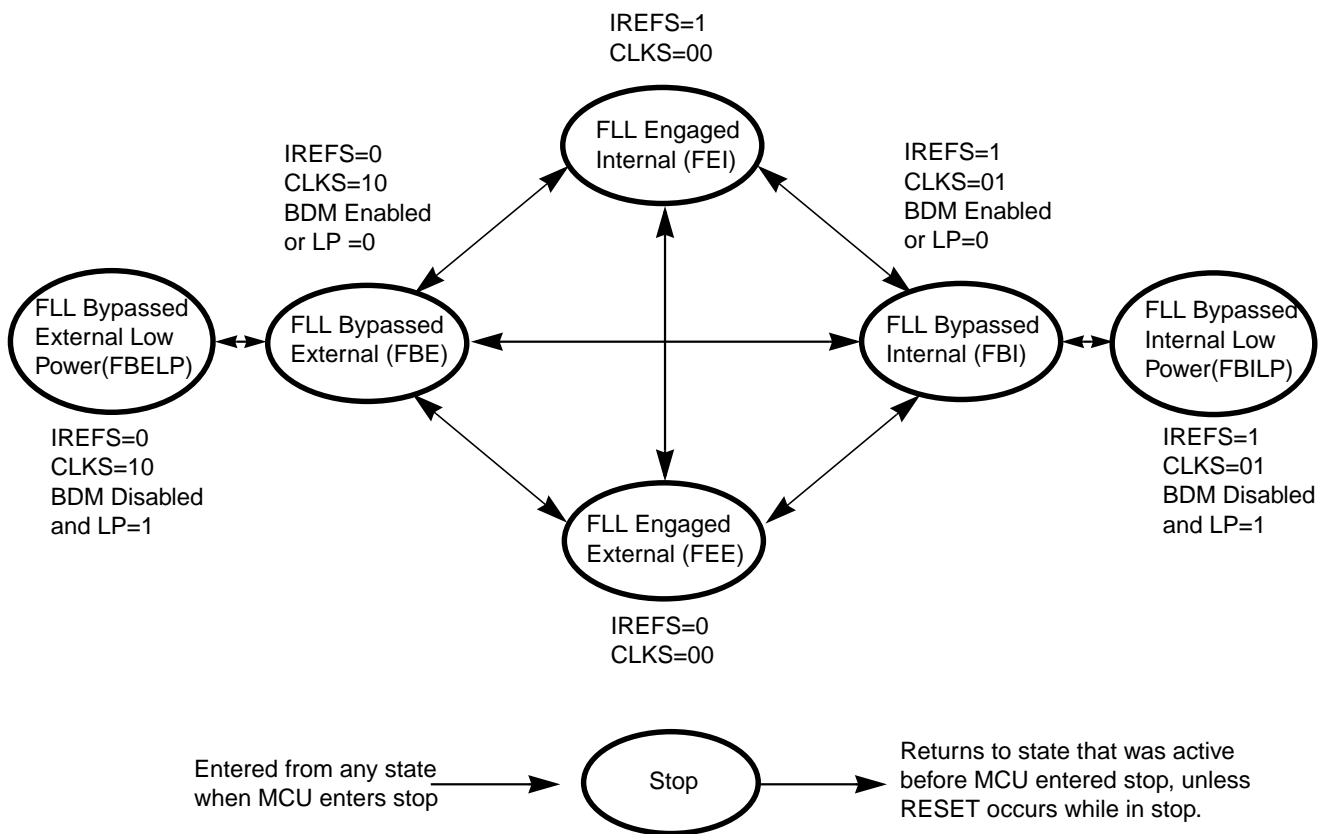 IREFS=1
CLKS=00
FLL Engaged
Internal (FEI)
IREFS=0
CLKS=10
BDM Enabled
or LP =0
IREFS=1
CLKS=01
BDM Enabled
or LP=0
FLL Bypassed
External Low
Power(FBELP)
FLL Bypassed
External (FBE)
FLL Bypassed
Internal (FBI)
FLL Bypassed
Internal Low
Power(FBILP)
IREFS=0
CLKS=10
BDM Disabled
and LP=1
IREFS=1
CLKS=01
BDM Disabled
and LP=1
FLL Engaged
External (FEE)
IREFS=0
CLKS=00
Entered from any state
when MCU enters stop
Stop
Returns to state that was active
before MCU entered stop, unless
RESET occurs while in stop.